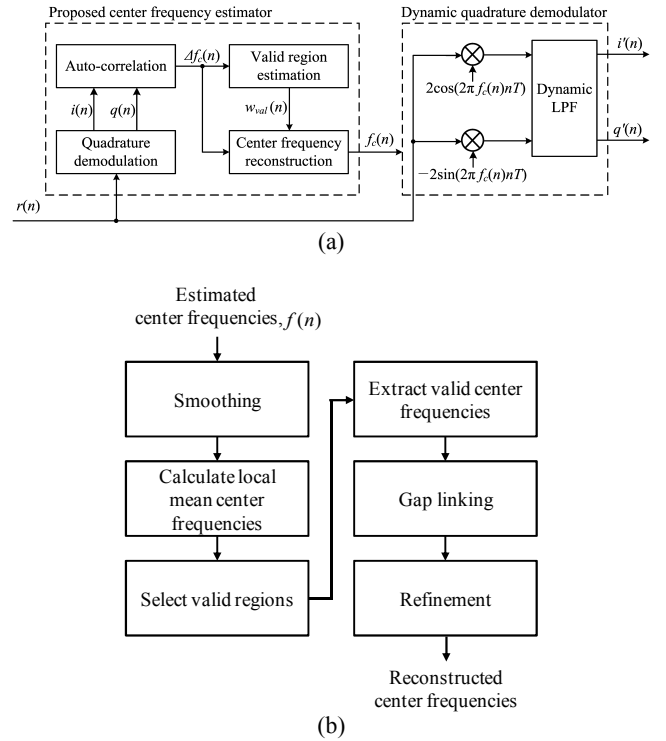 Proposed center frequency estimator
Dynamic quadrature demodulator
Auto-correlation
Δfc(n)
Valid region
estimation
i(n)
q(n)
wval(n)
Quadrature
demodulation
Center frequency
reconstruction
fc(n)
r(n)
2cos(2π fc(n)nT)
−2sin(2π fc(n)nT)
Dynamic
LPF
i′(n)
q′(n)
(a)
Estimated
center frequencies, f(n)
Smoothing
Calculate local
mean center
frequencies
Select valid regions
Extract valid center
frequencies
Gap linking
Refinement
Reconstructed
center frequencies
(b)